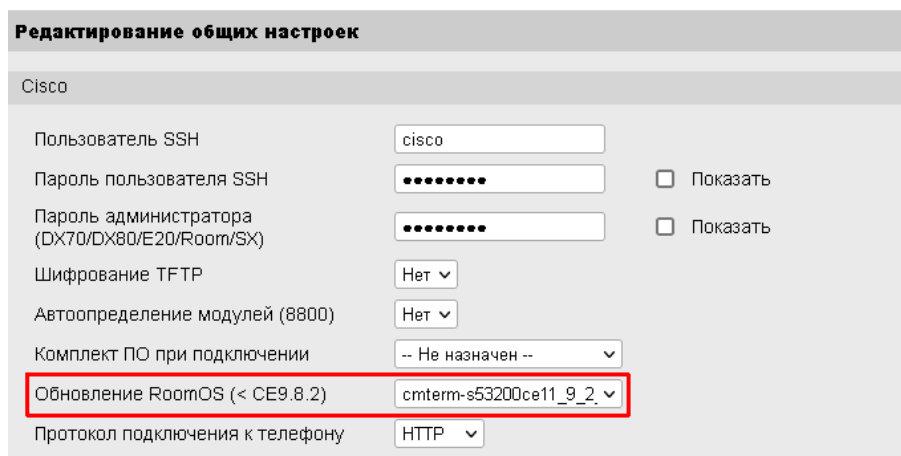 Редактирование общих настроек
Cisco
Пользователь SSH cisco
Пароль пользователя SSH ●●●●●●●● Показать
Пароль администратора
(DX70/DX80/E20/Room/SX) ●●●●●●●● Показать
Шифрование TFTP Нет
Автоопределение модулей (8800) Нет
Комплект ПО при подключении -- Не назначен --
Обновление RoomOS (< CE9.8.2) cmterm-s53200ce11_9_2_
Протокол подключения к телефону HTTP